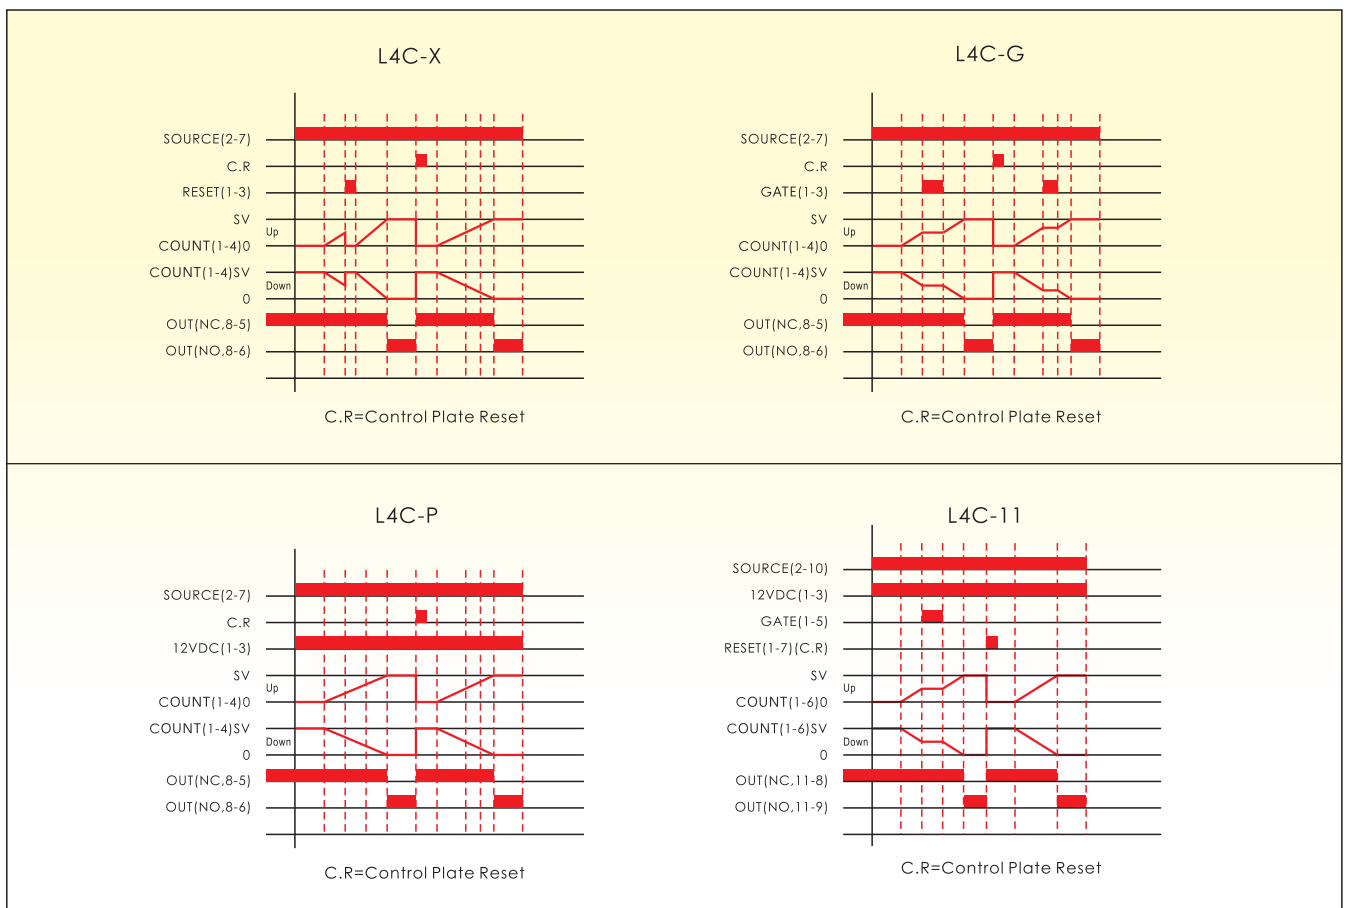 L4C-X
SOURCE(2-7)
C.R
RESET(1-3)
SV
Up
COUNT(1-4)0
COUNT(1-4)SV
Down
0
OUT(NC,8-5)
OUT(NO,8-6)
C.R=Control Plate Reset
L4C-G
SOURCE(2-7)
C.R
GATE(1-3)
SV
Up
COUNT(1-4)0
COUNT(1-4)SV
Down
0
OUT(NC,8-5)
OUT(NO,8-6)
C.R=Control Plate Reset
L4C-P
SOURCE(2-7)
C.R
12VDC(1-3)
SV
Up
COUNT(1-4)0
COUNT(1-4)SV
Down
0
OUT(NC,8-5)
OUT(NO,8-6)
C.R=Control Plate Reset
L4C-11
SOURCE(2-10)
12VDC(1-3)
GATE(1-5)
RESET(1-7)(C.R)
SV
Up
COUNT(1-6)0
COUNT(1-6)SV
Down
0
OUT(NC,11-8)
OUT(NO,11-9)
C.R=Control Plate Reset